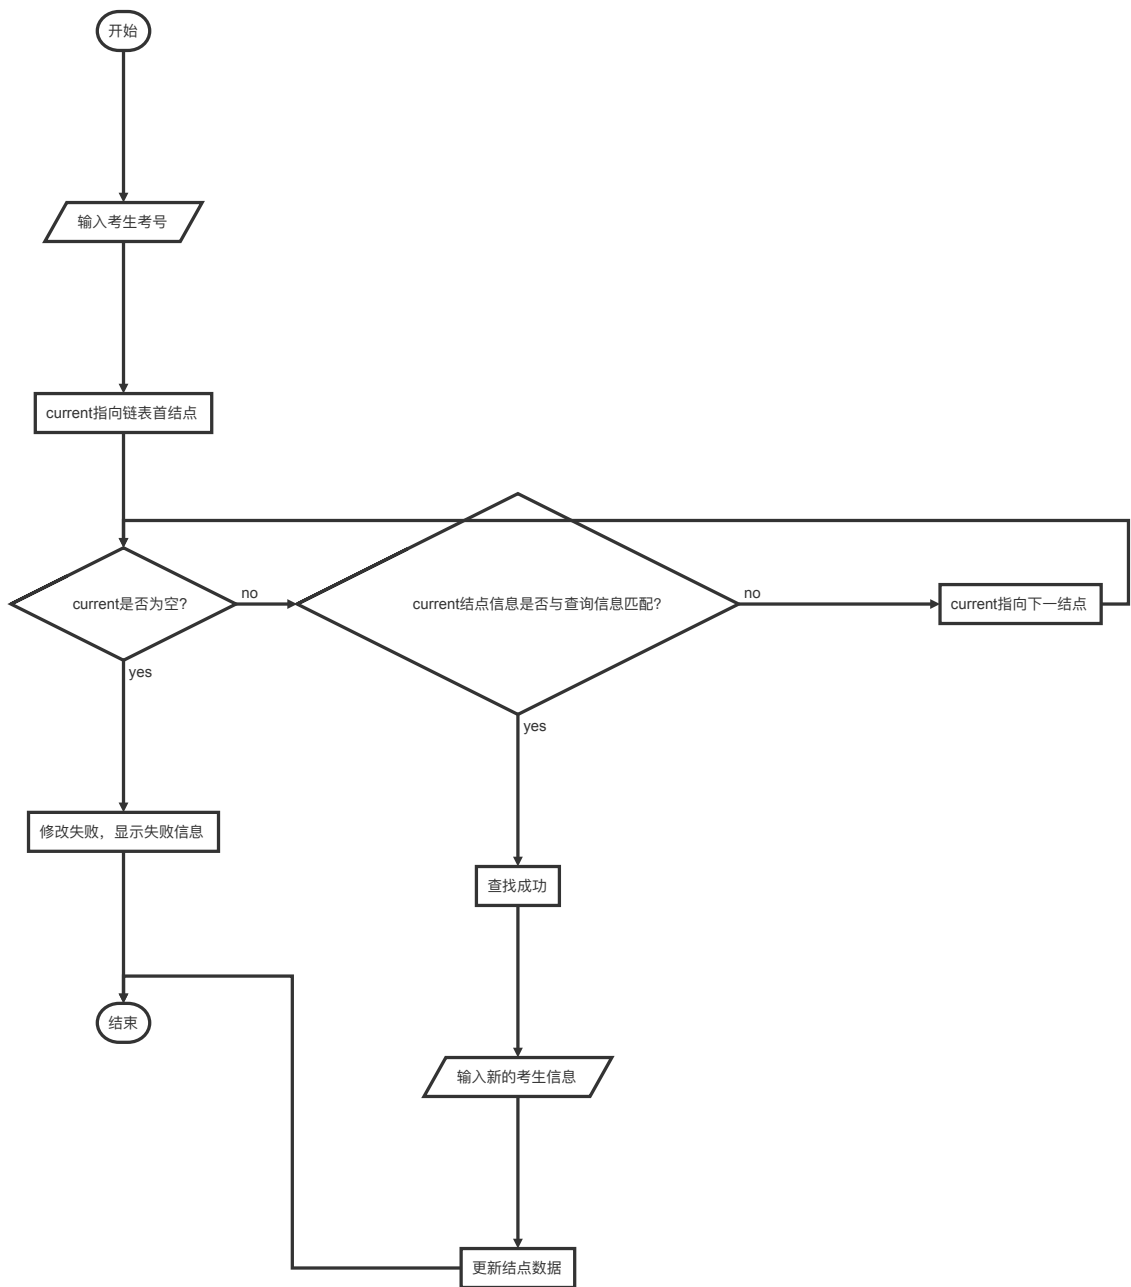 开始
输入考生考号
current指向链表首结点
current是否为空?
no
current结点信息是否与查询信息匹配?
no
current指向下一结点
yes
yes
修改失败，显示失败信息
查找成功
结束
输入新的考生信息
更新结点数据